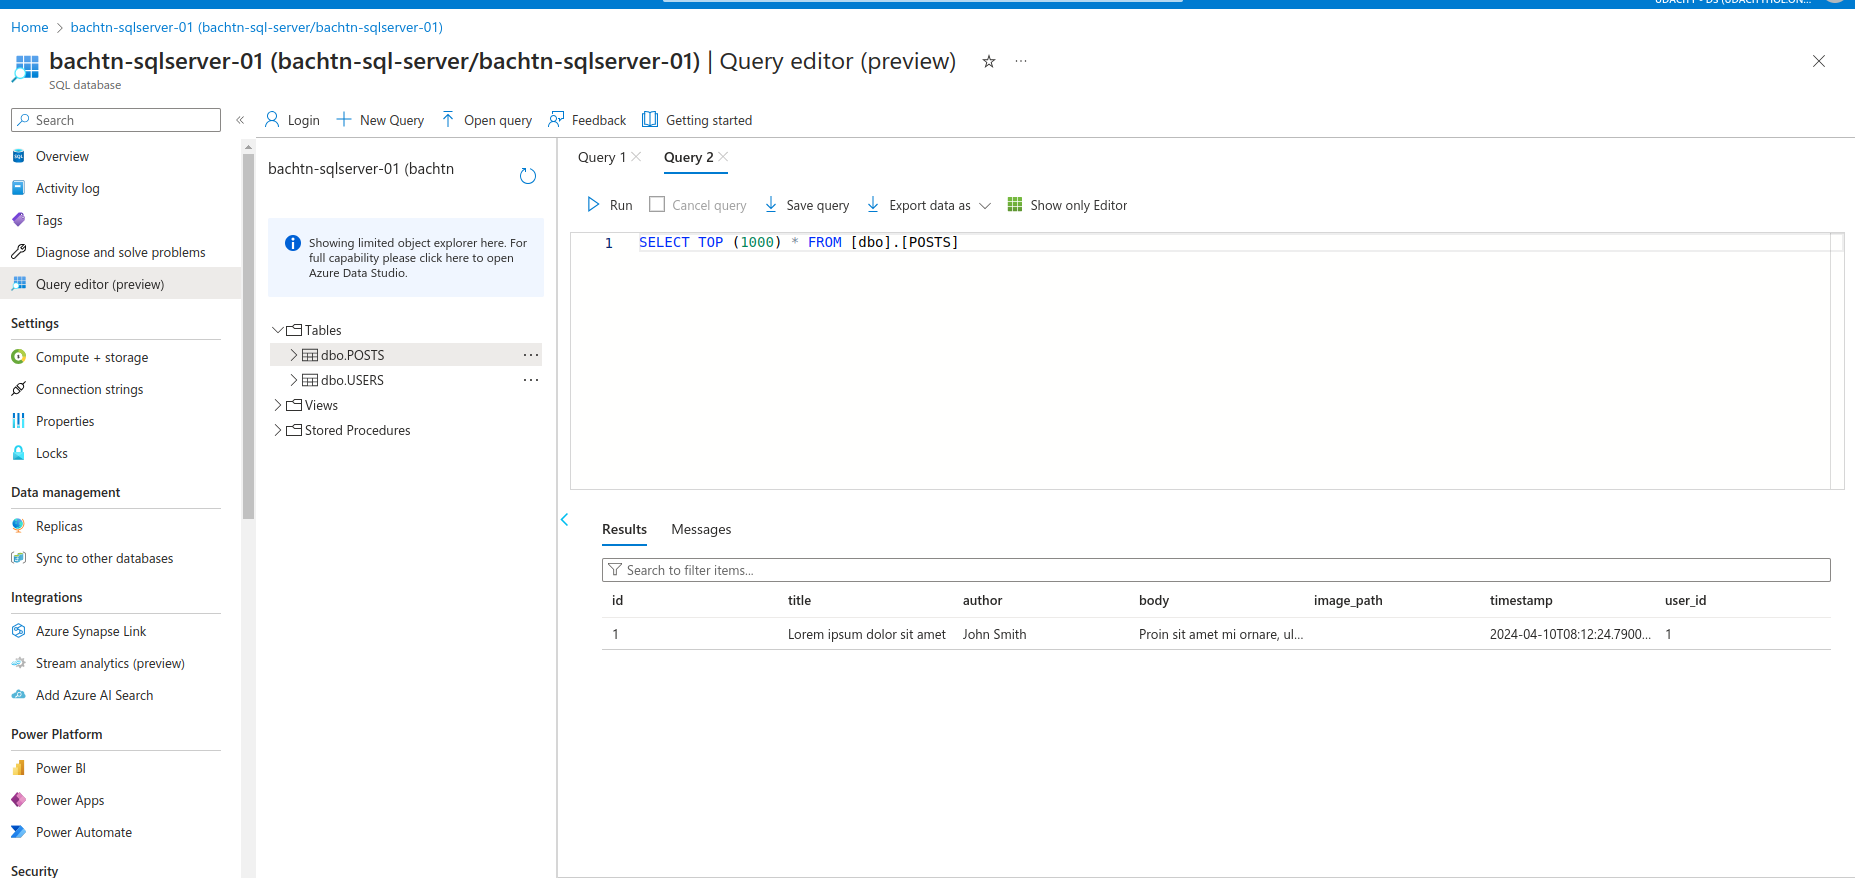 Home > bachtn-sqlserver-01 (bachtn-sql-server/bachtn-sqlserver-01)
bachtn-sqlserver-01 (bachtn-sql-server/bachtn-sqlserver-01) | Query editor (preview)
SQL database
Search
Login
New Query
Open query
Feedback
Getting started
Overview
Activity log
Tags
Diagnose and solve problems
Query editor (preview)
Settings
Compute + storage
Connection strings
Properties
Locks
Data management
Replicas
Sync to other databases
Integrations
Azure Synapse Link
Stream analytics (preview)
Add Azure AI Search
Power Platform
Power BI
Power Apps
Power Automate
Security
bachtn-sqlserver-01 (bachtn
Showing limited object explorer here. For
full capability please click here to open
Azure Data Studio.
Tables
dbo.POSTS
dbo.USERS
Views
Stored Procedures
Query 1
Query 2
Run
Cancel query
Save query
Export data as
Show only Editor
1 SELECT TOP (1000) * FROM [dbo].[POSTS]
Results
Messages
Search to filter items...
id title author body image_path timestamp user_id
1 Lorem ipsum dolor sit amet John Smith Proin sit amet mi ornare, ul... 2024-04-10T08:12:24.7900... 1